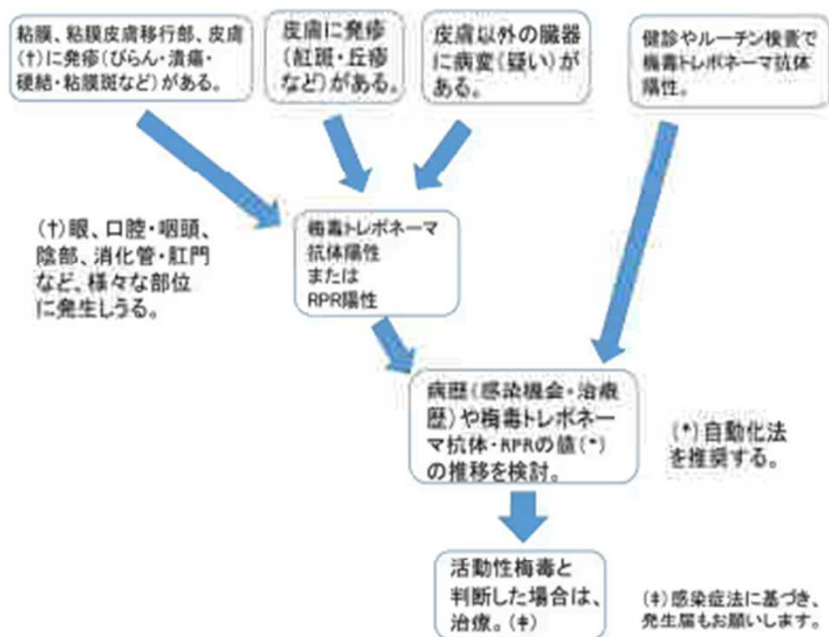 粘膜、粘膜皮膚移行部、皮膚
(†)に発疹(びらん・潰瘍・
硬結・粘膜斑など)がある。
皮膚に発疹
(紅斑・丘疹
など)がある。
皮膚以外の臓器
に病変(疑い)が
ある。
健診やルーチン検査で
梅毒トレポネーマ抗体
陽性。
(†)眼、口腔・咽頭、
陰部、消化管・肛門
など、様々な部位
に発生しうる。
梅毒トレポネーマ
抗体陽性
または
RPR陽性
病歴(感染機会・治療
歴)や梅毒トレポネー
マ抗体・RPRの値(*)
の推移を検討。
(*)自動化法
を推奨する。
活動性梅毒と
判断した場合は、
治療。(‡)
(‡)感染症法に基づき、
発生届もお願いします。